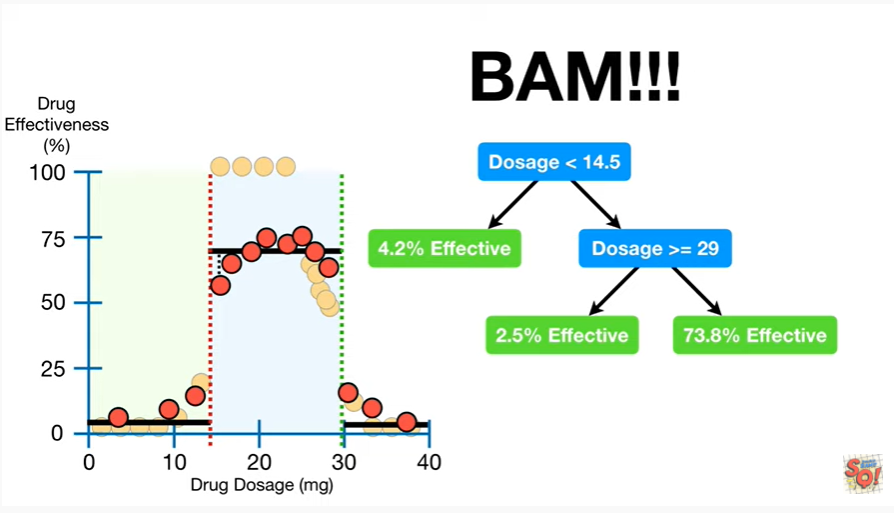 BAM!!!
Drug
Effectiveness
(%)
100
75
50
25
0
0 10 20 30 40
Drug Dosage (mg)
Dosage < 14.5
4.2% Effective
Dosage >= 29
2.5% Effective
73.8% Effective
SQ!